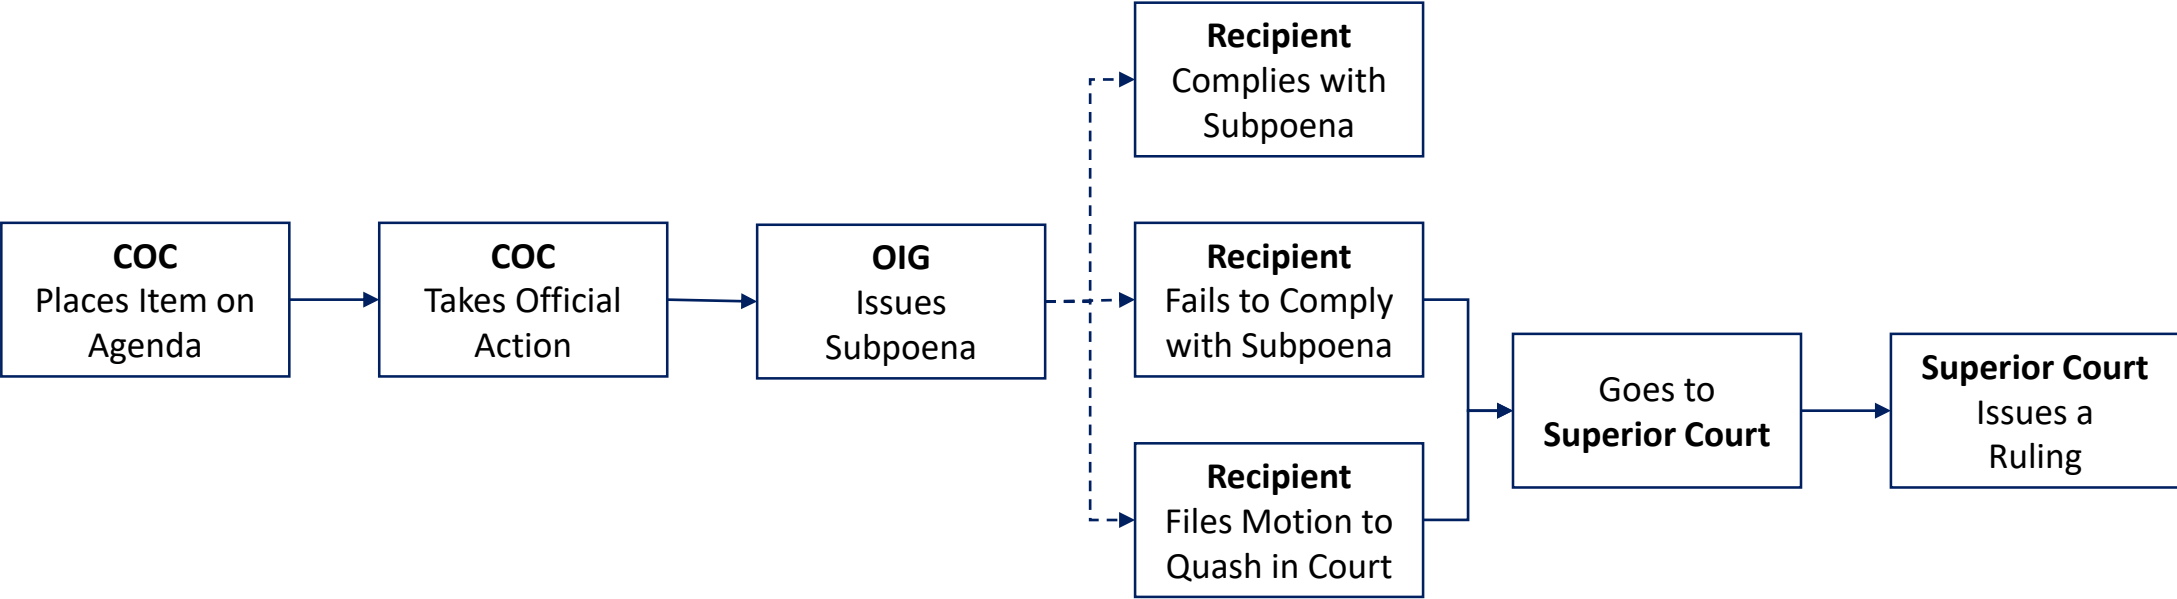 COC
Places Item on
Agenda
COC
Takes Official
Action
OIG
Issues
Subpoena
Recipient
Complies with
Subpoena
Recipient
Fails to Comply
with Subpoena
Recipient
Files Motion to
Quash in Court
Goes to
Superior Court
Superior Court
Issues a
Ruling